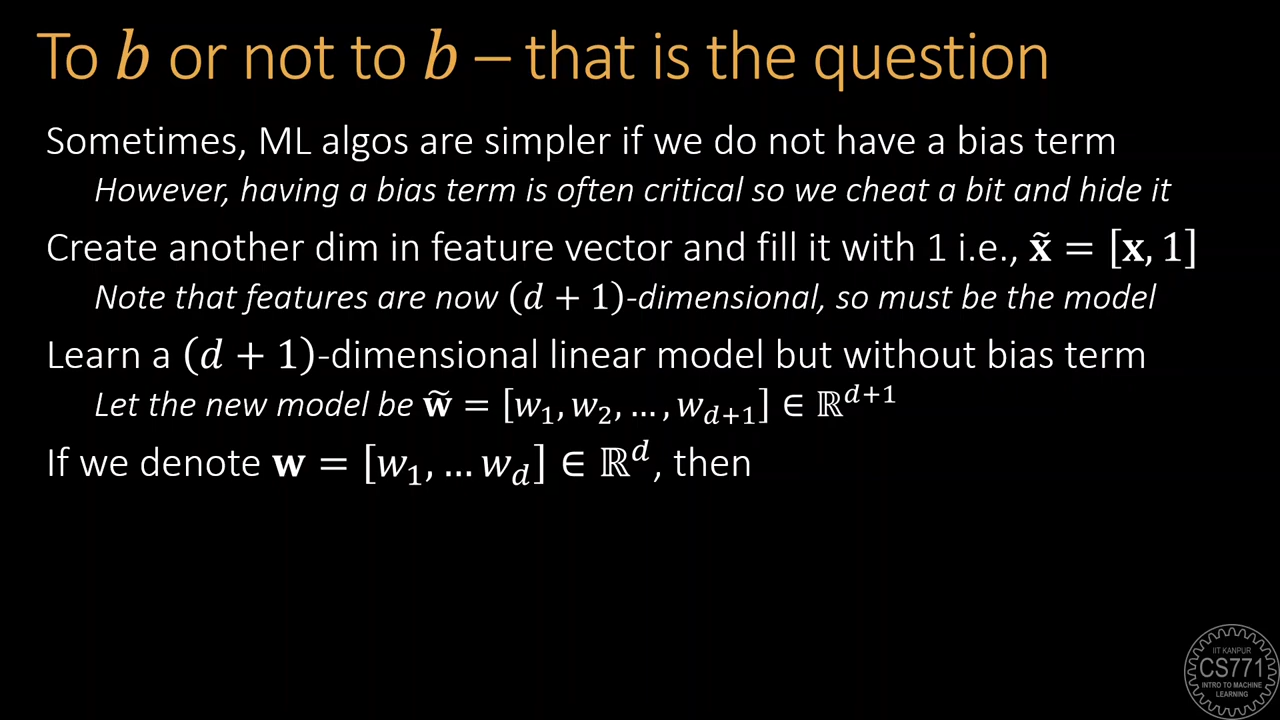 To b or not to b – that is the question
Sometimes, ML algos are simpler if we do not have a bias term
However, having a bias term is often critical so we cheat a bit and hide it
Create another dim in feature vector and fill it with 1 i.e., x̃ = [x, 1]
Note that features are now (d + 1)-dimensional, so must be the model
Learn a (d + 1)-dimensional linear model but without bias term
Let the new model be w̃ = [w₁, w₂, … , w_{d+1}] ∈ ℝ^{d+1}
If we denote w = [w₁, … w_d] ∈ ℝ^d, then
IIT KANPUR
CS771
INTRO TO MACHINE
LEARNING